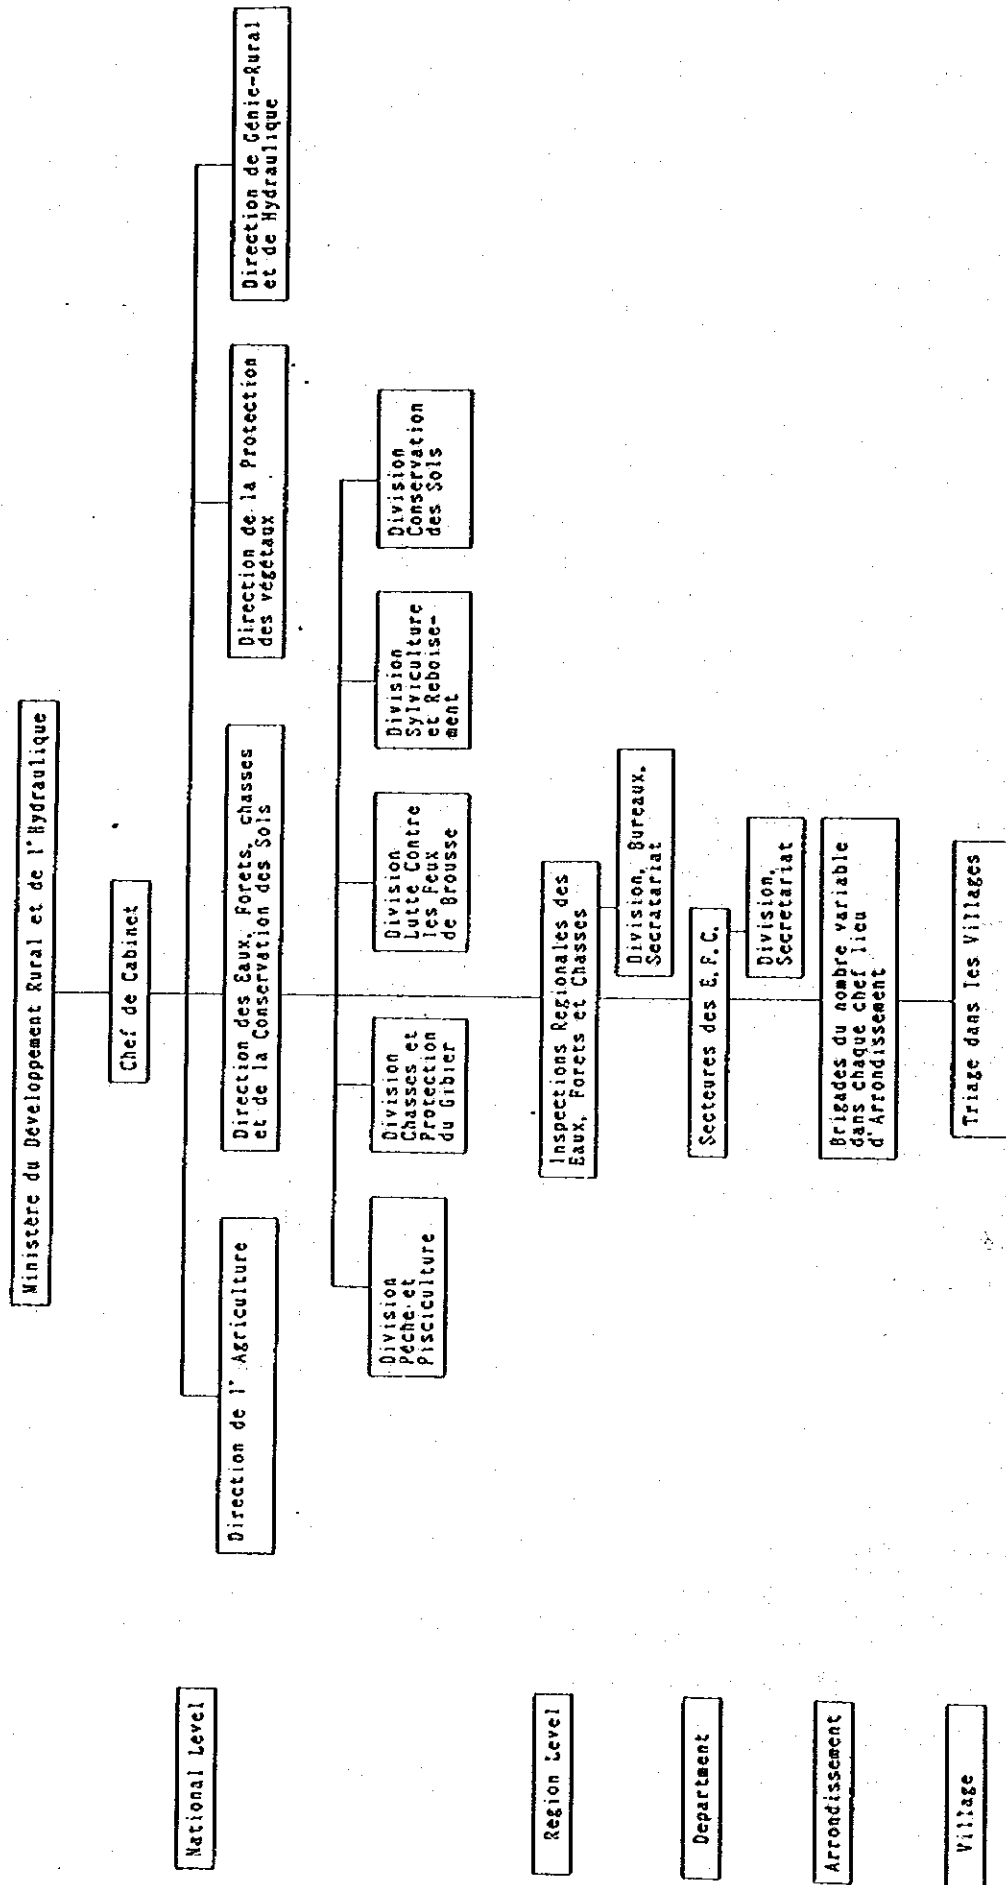 Ministère du Développement Rural et de l'Hydraulique
Chef de Cabinet
National Level
Direction de l'Agriculture
Direction des Eaux, Forets, chasses
et de la Conservation des Sols
Direction de la Protection
des végétaux
Direction de Génie-Rural
et de Hydraulique
Division
Pêche et
Pisciculture
Division
Chasses et
Protection
du Gibier
Division
Lutte Contre
les Feux
de Brousse
Division
Sylviculture
et Reboise-
ment
Division
Conservation
des Sols
Region Level
Inspections Regionales des
Eaux, Forets et Chasses
Division, Bureaux,
Secratariat
Department
Secteures des E.F.C.
Division,
Secretariat
Arrondissement
Brigades du nombre variable
dans chaque chef lieu
d'Arrondissement
Village
Triage dans les Villages